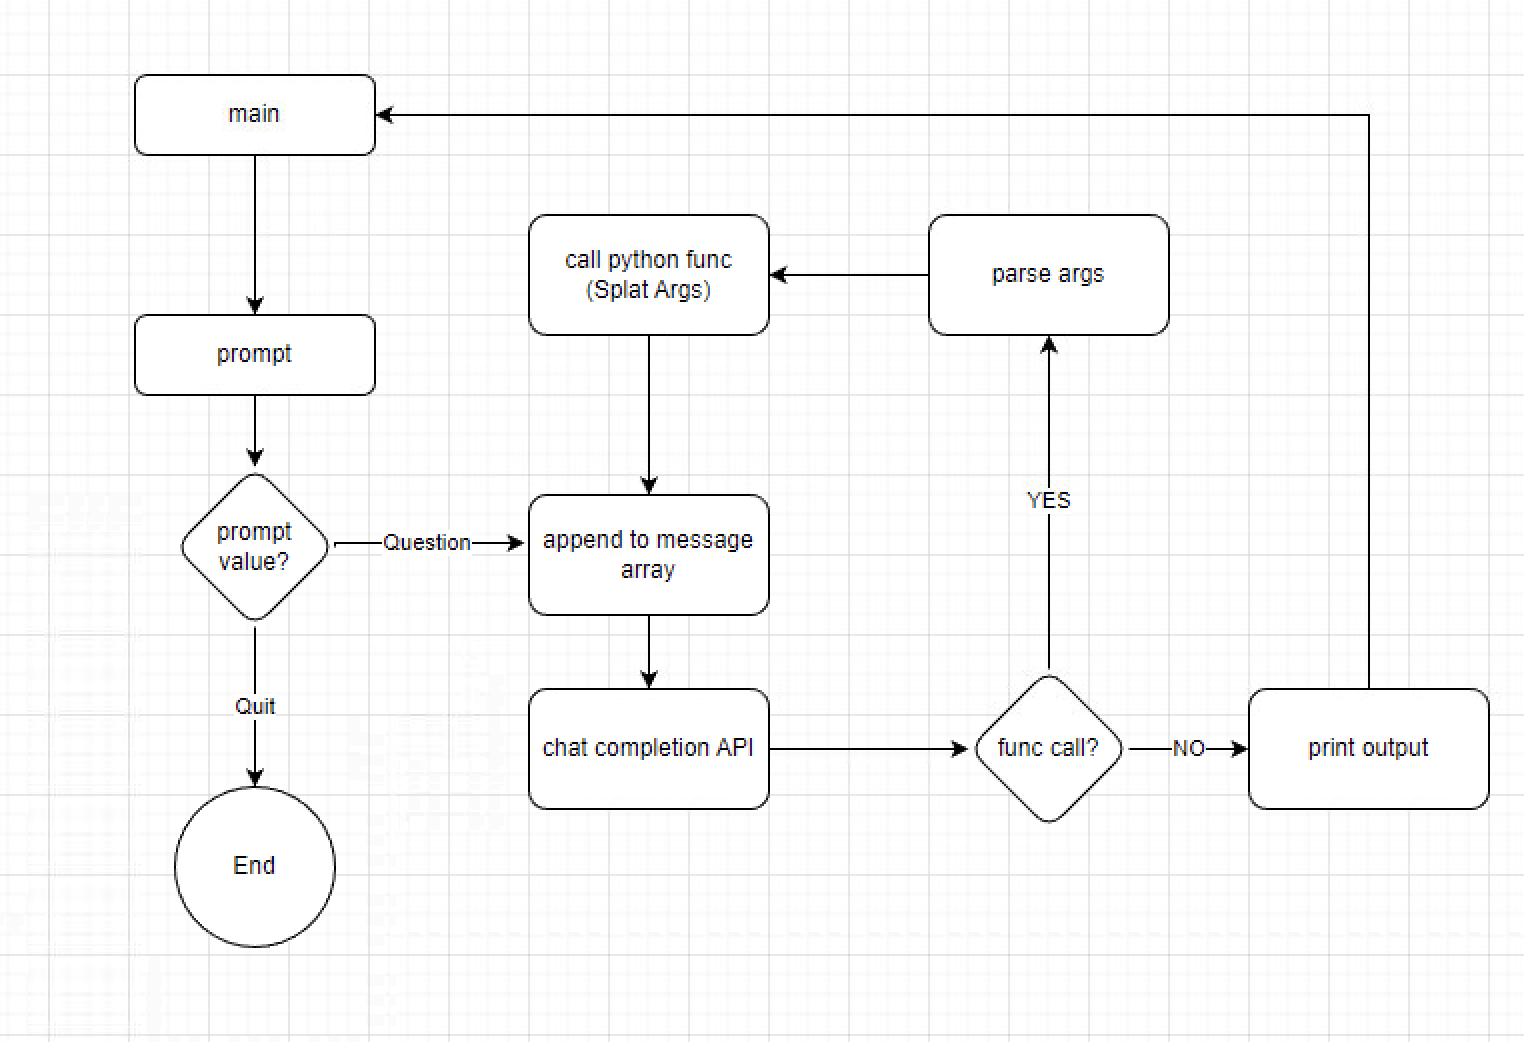 main
call python func
(Splat Args)
parse args
prompt
YES
prompt
value?
Question
append to message
array
Quit
chat completion API
func call?
NO
print output
End